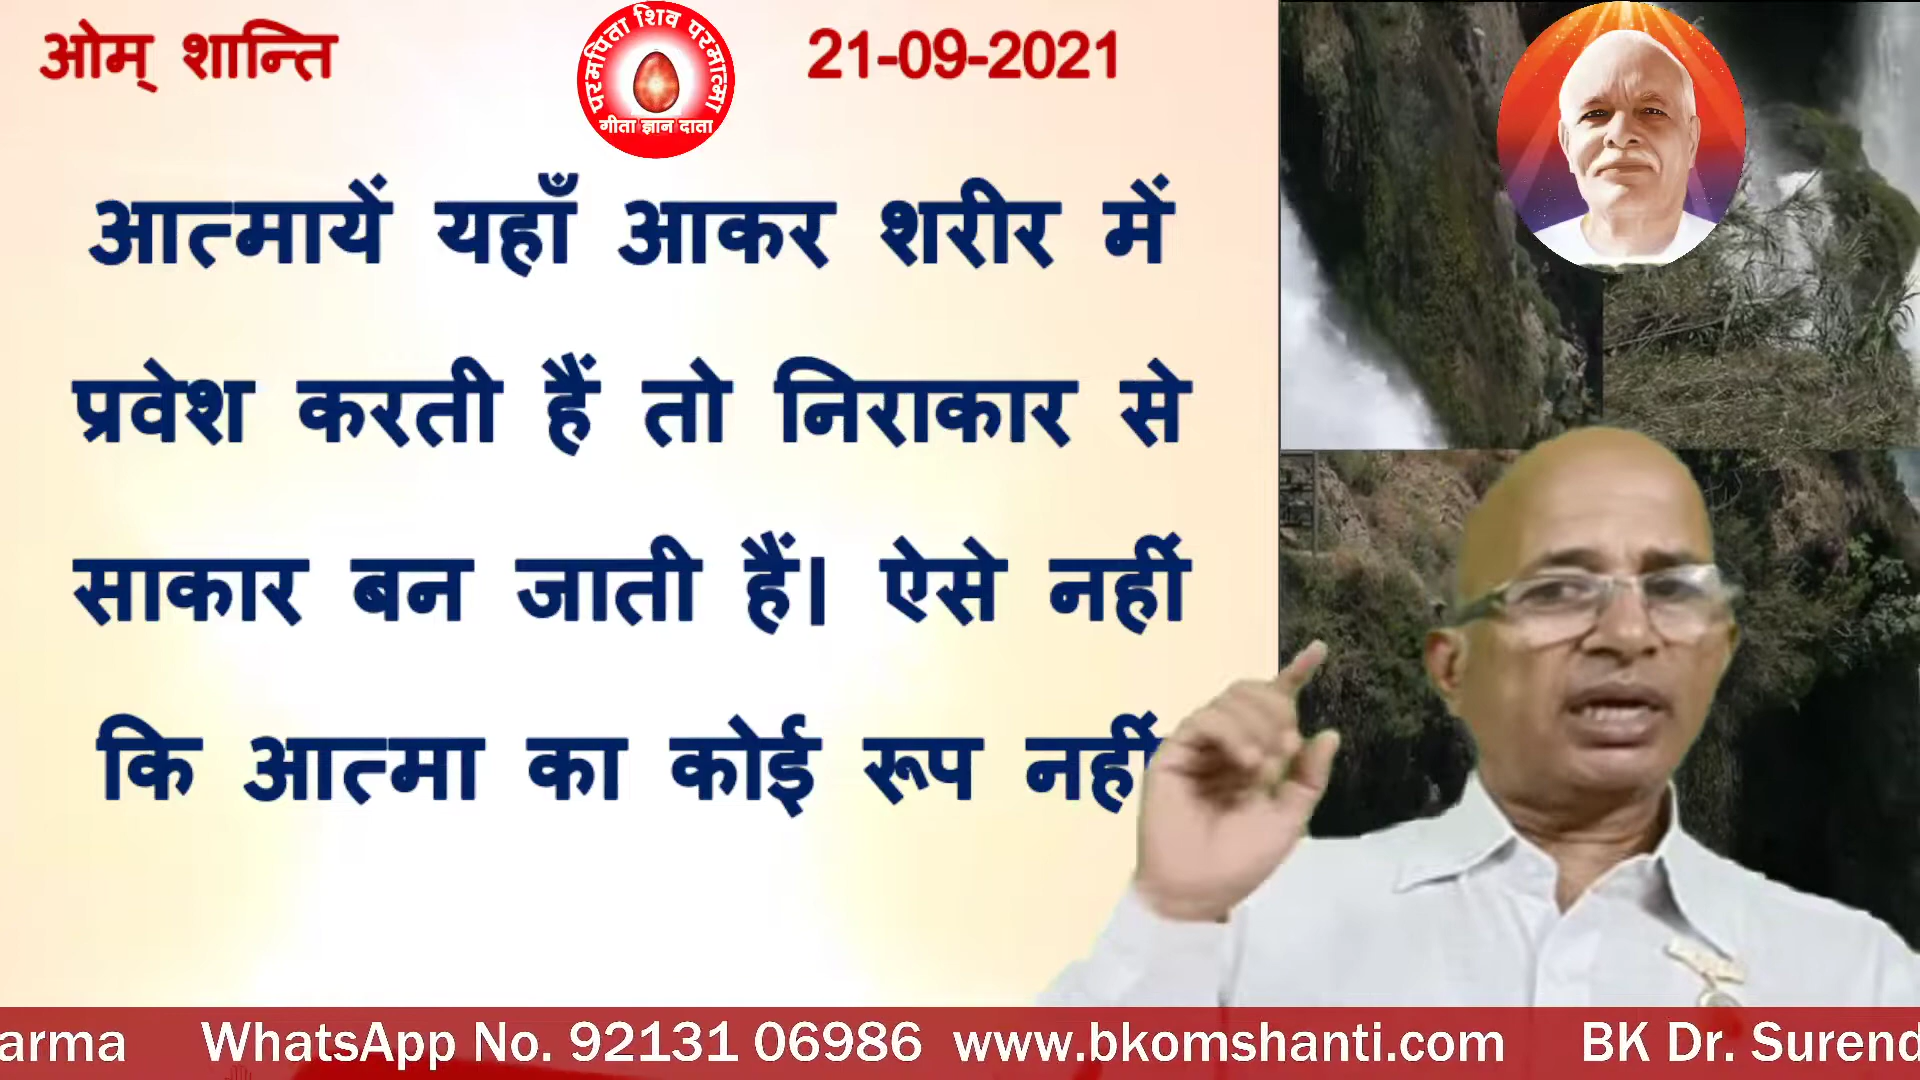 ओम् शान्ति
परमपिता शिव परमात्मा
गीता ज्ञान दाता
21-09-2021
आत्मायें यहाँ आकर शरीर में
प्रवेश करती हैं तो निराकार से
साकार बन जाती हैं। ऐसे नहीं
कि आत्मा का कोई रूप नहीं
arma WhatsApp No. 92131 06986 www.bkomshanti.com BK Dr. Surend